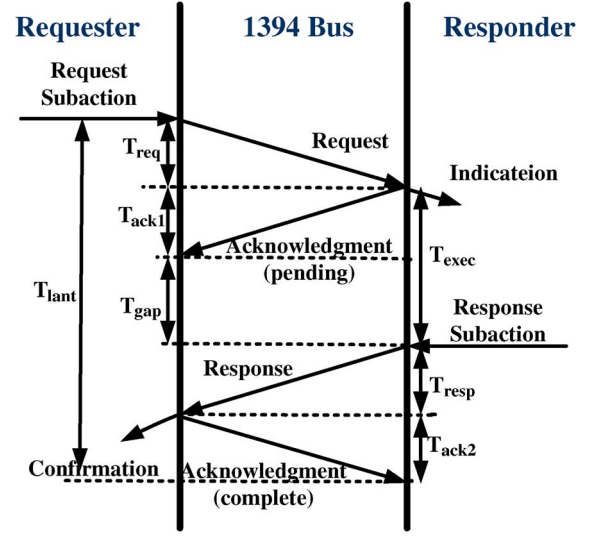 Requester 1394 Bus Responder
Request
Subaction
Request
Treq
Indicateion
Tack1
Acknowledgment
(pending)
Texec
Tlant
Tgap
Response
Subaction
Response
Tresp
Tack2
Confirmation
Acknowledgment
(complete)